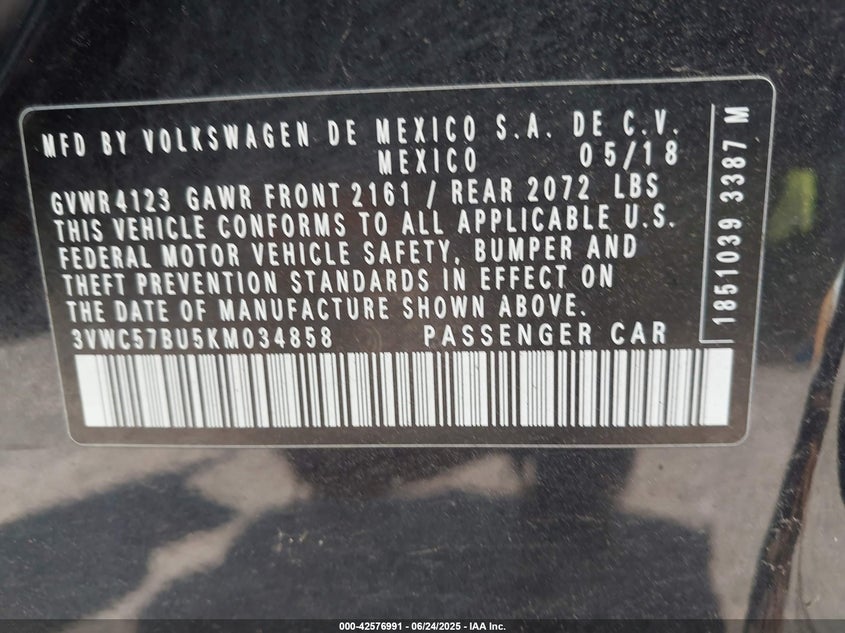 MFD BY VOLKSWAGEN DE MEXICO S.A. DE C.V.
MEXICO 05/18
GVWR 4123 GAWR FRONT 2161 / REAR 2072 LBS
THIS VEHICLE CONFORMS TO ALL APPLICABLE U.S.
FEDERAL MOTOR VEHICLE SAFETY, BUMPER AND
THEFT PREVENTION STANDARDS IN EFFECT ON
THE DATE OF MANUFACTURE SHOWN ABOVE.
3VWC57BU5KM034858 PASSENGER CAR
1851039 3387 M
000-42576991 | 06/24/2025 - IAA Inc.